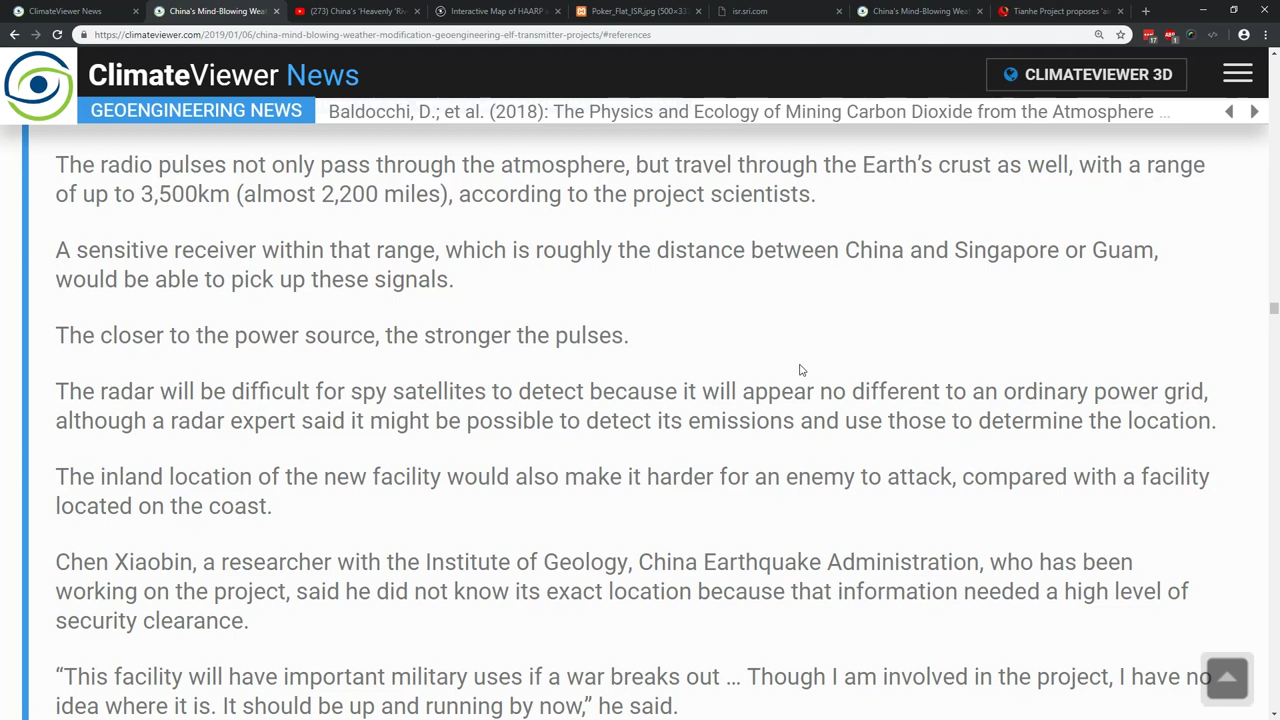 ClimateViewer News
China's Mind-Blowing Weat
(273) China's 'Heavenly 'Ri
Interactive Map of HAARP
Poker_Flat_ISR.jpg (500×33
isr.sri.com
China's Mind-Blowing Weat
Tianhe Project proposes 'ai
https://climateviewer.com/2019/01/06/china-mind-blowing-weather-modification-geoengineering-elf-transmitter-projects/#references
ClimateViewer News
CLIMATEVIEWER 3D
GEOENGINEERING NEWS
Baldocchi, D.; et al. (2018): The Physics and Ecology of Mining Carbon Dioxide from the Atmosphere ...
The radio pulses not only pass through the atmosphere, but travel through the Earth's crust as well, with a range
of up to 3,500km (almost 2,200 miles), according to the project scientists.
A sensitive receiver within that range, which is roughly the distance between China and Singapore or Guam,
would be able to pick up these signals.
The closer to the power source, the stronger the pulses.
The radar will be difficult for spy satellites to detect because it will appear no different to an ordinary power grid,
although a radar expert said it might be possible to detect its emissions and use those to determine the location.
The inland location of the new facility would also make it harder for an enemy to attack, compared with a facility
located on the coast.
Chen Xiaobin, a researcher with the Institute of Geology, China Earthquake Administration, who has been
working on the project, said he did not know its exact location because that information needed a high level of
security clearance.
“This facility will have important military uses if a war breaks out … Though I am involved in the project, I have no
idea where it is. It should be up and running by now,” he said.